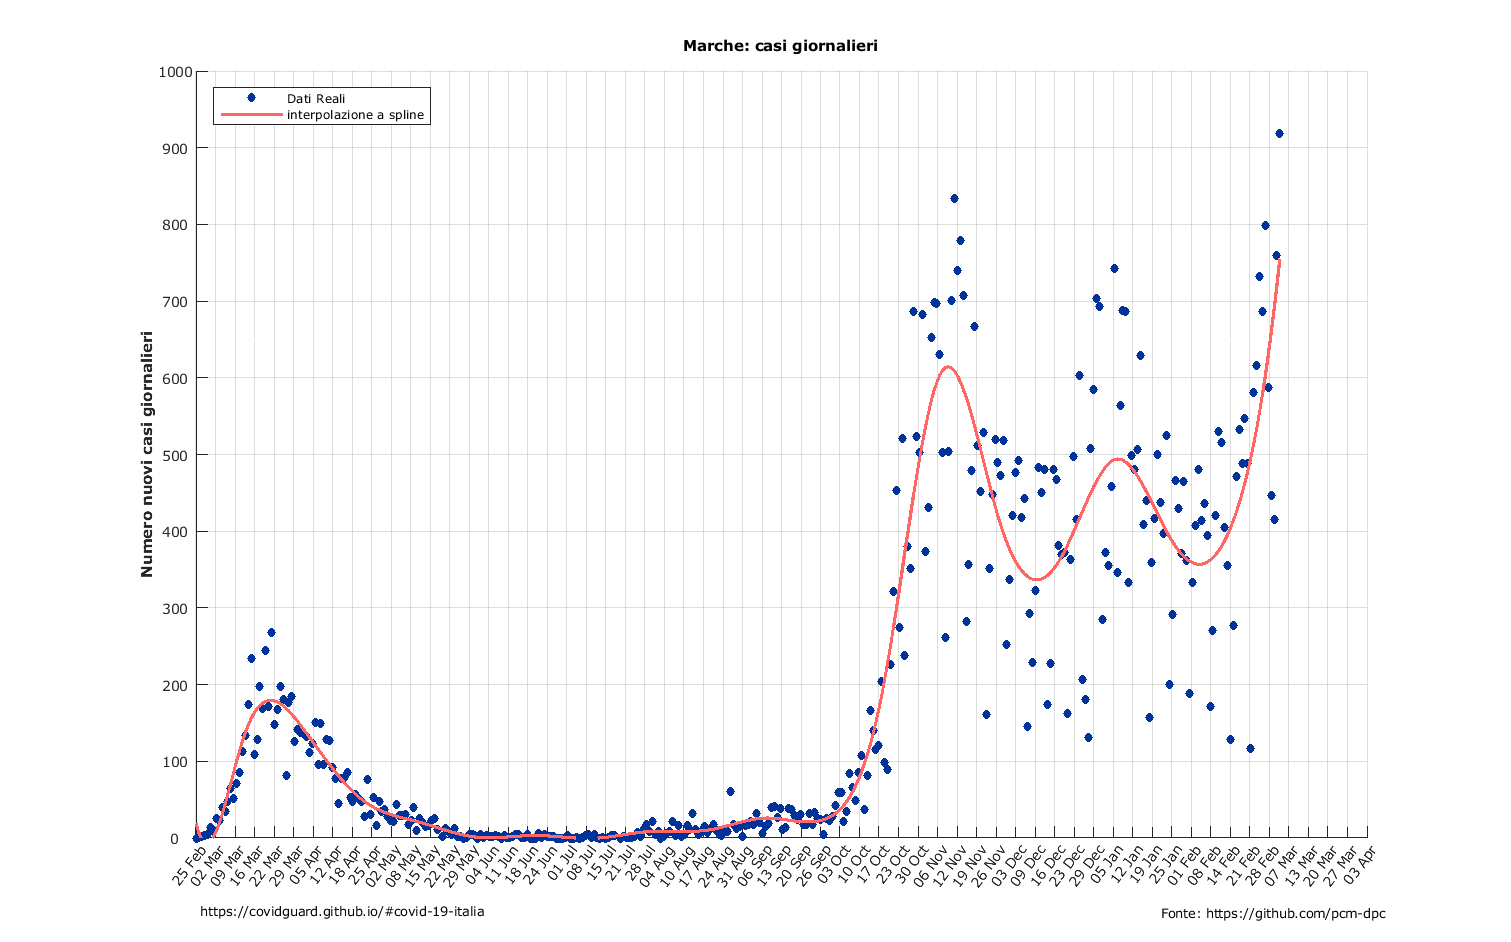 Marche: casi giornalieri
1000
900
800
700
600
500
400
300
200
100
0
Numero nuovi casi giornalieri
Dati Reali
interpolazione a spline
25 Feb
02 Mar
09 Mar
16 Mar
22 Mar
29 Mar
05 Apr
12 Apr
18 Apr
25 Apr
02 May
08 May
15 May
22 May
29 May
04 Jun
11 Jun
18 Jun
24 Jun
01 Jul
08 Jul
15 Jul
21 Jul
28 Jul
04 Aug
10 Aug
17 Aug
24 Aug
31 Aug
06 Sep
13 Sep
20 Sep
26 Sep
03 Oct
10 Oct
17 Oct
23 Oct
30 Oct
06 Nov
12 Nov
19 Nov
26 Nov
03 Dec
09 Dec
16 Dec
23 Dec
29 Dec
05 Jan
12 Jan
19 Jan
25 Jan
01 Feb
08 Feb
14 Feb
21 Feb
28 Feb
07 Mar
13 Mar
20 Mar
27 Mar
03 Apr
https://covidguard.github.io/#covid-19-italia
Fonte: https://github.com/pcm-dpc